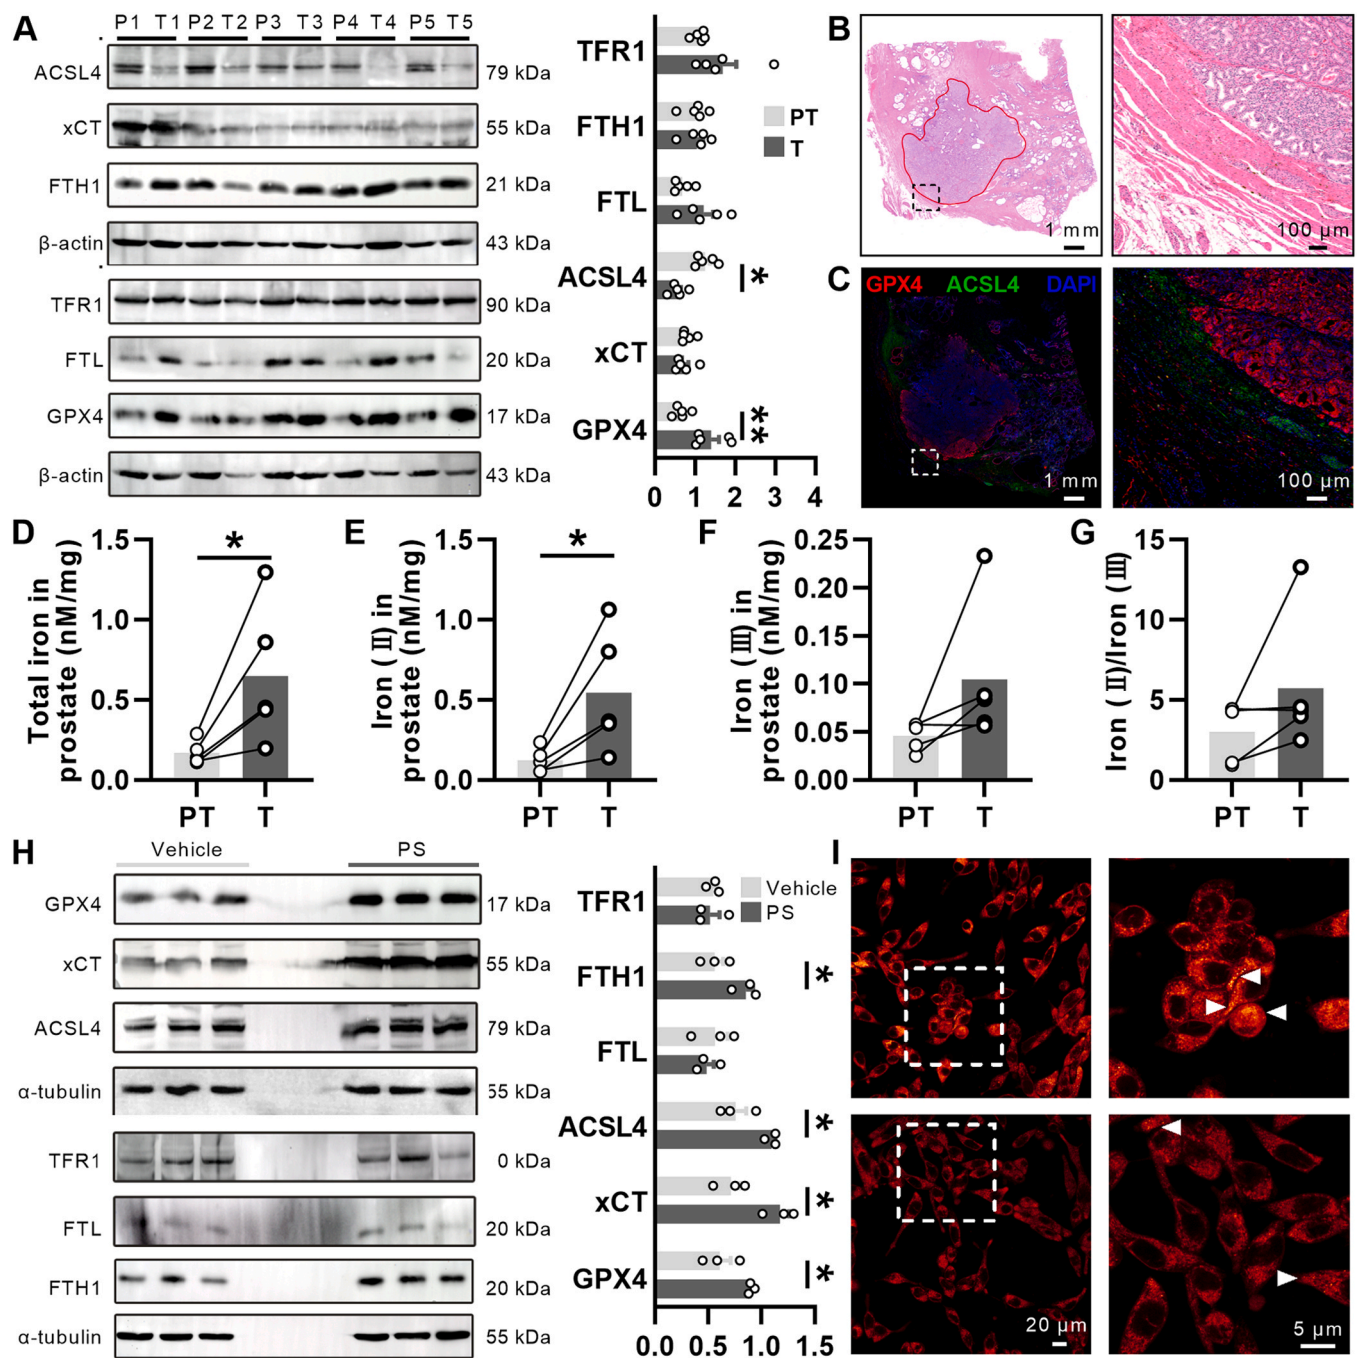 A
P1 T1 P2 T2 P3 T3 P4 T4 P5 T5
ACSL4 79 kDa
xCT 55 kDa
FTH1 21 kDa
β-actin 43 kDa
TFR1 90 kDa
FTL 20 kDa
GPX4 17 kDa
β-actin 43 kDa
TFR1
FTH1
FTL
ACSL4 *
xCT
GPX4 **
PT
T
0 1 2 3 4
B
1 mm
100 μm
C
GPX4 ACSL4 DAPI
1 mm
100 μm
D
Total iron in
prostate (nM/mg)
1.5
1.0
0.5
0.0
*
PT T
E
Iron (Ⅱ) in
prostate (nM/mg)
1.5
1.0
0.5
0.0
*
PT T
F
Iron (Ⅲ) in
prostate (nM/mg)
0.25
0.20
0.15
0.10
0.05
0.00
PT T
G
Iron (Ⅱ)/Iron (Ⅲ)
15
10
5
0
PT T
H
Vehicle PS
GPX4 17 kDa
xCT 55 kDa
ACSL4 79 kDa
α-tubulin 55 kDa
TFR1 0 kDa
FTL 20 kDa
FTH1 20 kDa
α-tubulin 55 kDa
TFR1
FTH1 *
FTL
ACSL4 *
xCT *
GPX4 *
Vehicle
PS
0.0 0.5 1.0 1.5
I
20 μm
5 μm